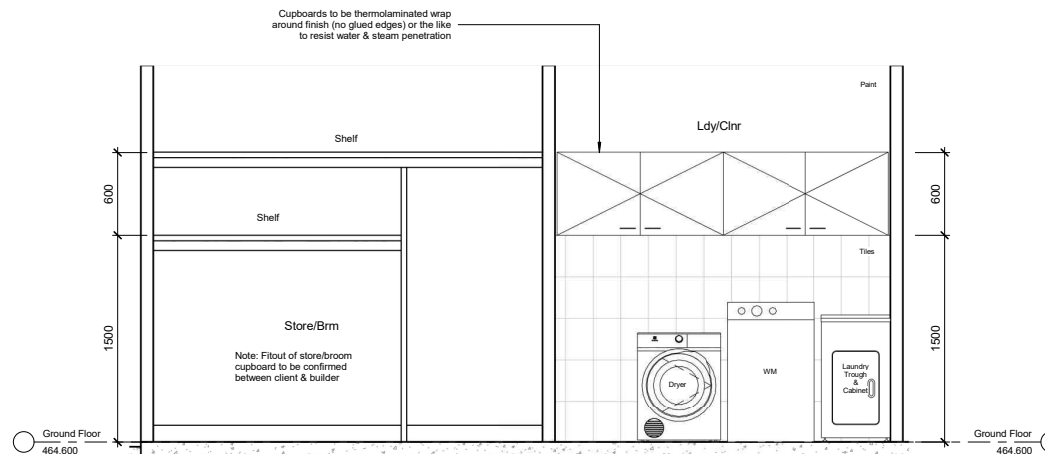 Cupboards to be thermolaminated wrap
around finish (no glued edges) or the like
to resist water & steam penetration
Paint
Ldy/Clnr
Shelf
600
600
Shelf
Tiles
1500
Store/Brm
Note: Fitout of store/broom
cupboard to be confirmed
between client & builder
1500
Dryer
WM
Laundry
Trough
&
Cabinet
Ground Floor
464.600
Ground Floor
464.600